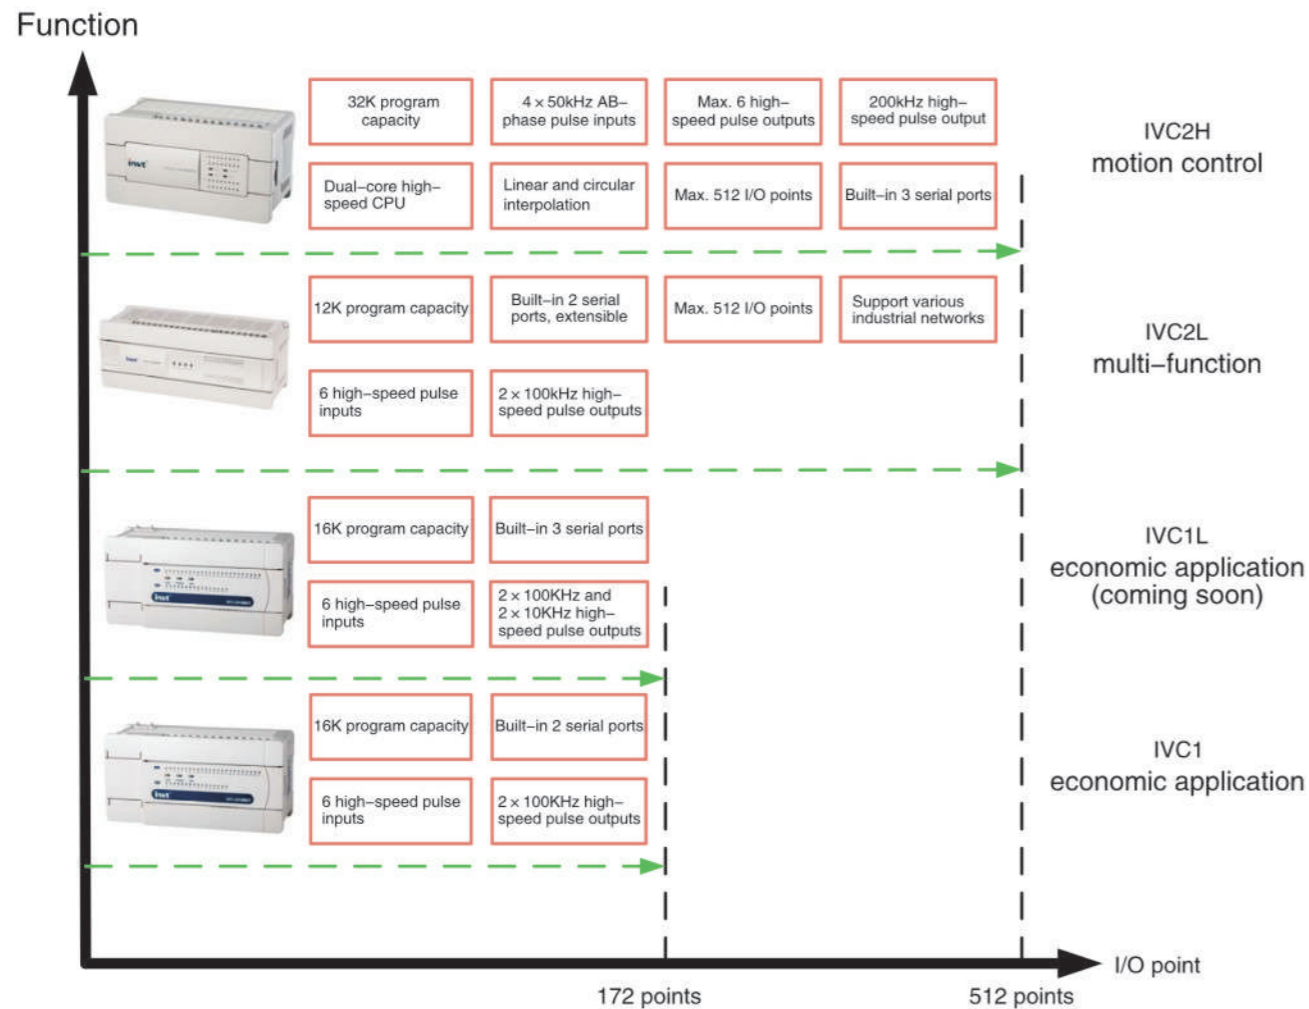 Function
32K program
capacity
4 × 50kHz AB–
phase pulse inputs
Max. 6 high–
speed pulse outputs
200kHz high–
speed pulse output
IVC2H
motion control
invt
Dual–core high–
speed CPU
Linear and circular
interpolation
Max. 512 I/O points
Built–in 3 serial ports
12K program capacity
Built–in 2 serial
ports, extensible
Max. 512 I/O points
Support various
industrial networks
IVC2L
multi–function
invt
6 high–speed pulse
inputs
2 × 100kHz high–
speed pulse outputs
16K program capacity
Built–in 3 serial ports
IVC1L
economic application
(coming soon)
invt
6 high–speed pulse
inputs
2 × 100KHz and
2 × 10KHz high–
speed pulse outputs
16K program capacity
Built–in 2 serial ports
IVC1
economic application
invt
6 high–speed pulse
inputs
2 × 100KHz high–
speed pulse outputs
I/O point
172 points
512 points